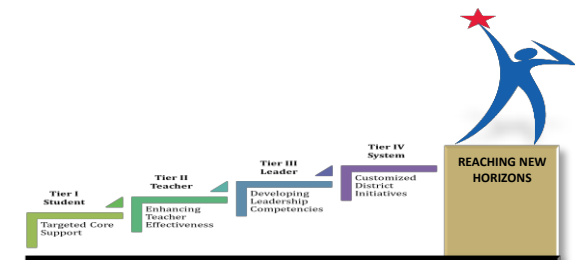 Tier I
Student
Targeted Core
Support
Tier II
Teacher
Enhancing
Teacher
Effectiveness
Tier III
Leader
Developing
Leadership
Competencies
Tier IV
System
Customized
District
Initiatives
REACHING NEW
HORIZONS